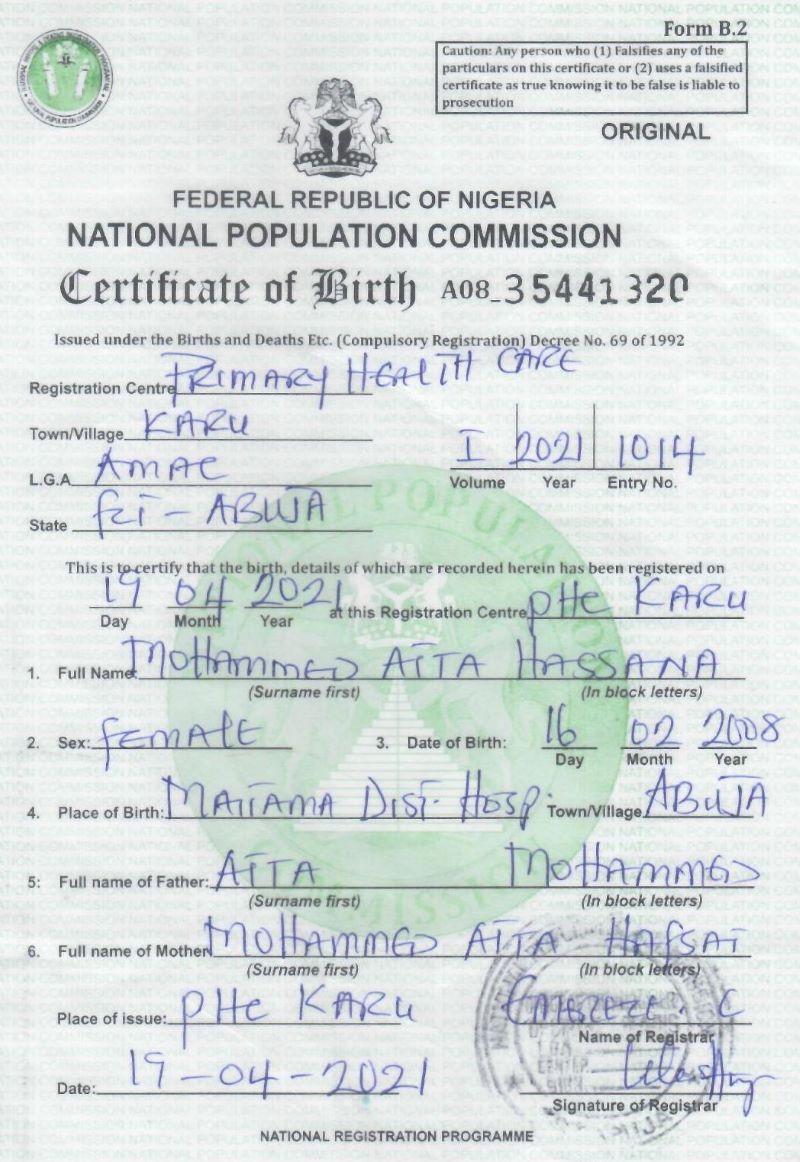 Form B.2
Caution: Any person who (1) Falsifies any of the
particulars on this certificate or (2) uses a falsified
certificate as true knowing it to be false is liable to
prosecution
ORIGINAL
FEDERAL REPUBLIC OF NIGERIA
NATIONAL POPULATION COMMISSION
Certificate of Birth A08_35441320
Issued under the Births and Deaths Etc. (Compulsory Registration) Decree No. 69 of 1992
Registration Centre PRIMARY HEALTH CARE
Town/Village KARU
L.G.A AMAC
I 2021 1014
Volume Year Entry No.
State FCT - ABUJA
This is to certify that the birth, details of which are recorded herein has been registered on
19 04 2021 at this Registration Centre PHC KARU
Day Month Year
1. Full Name MOHAMMED AITA HASSANA
(Surname first) (In block letters)
2. Sex: FEMALE 3. Date of Birth: 16 02 2008
Day Month Year
4. Place of Birth: MAITAMA DIST. HOSP. Town/Village ABUJA
5: Full name of Father: AITA MOHAMMED
(Surname first) (In block letters)
6. Full name of Mother MOHAMMED AITA HAFSAT
(Surname first) (In block letters)
Place of issue: PHC KARU C
Name of Registrar
Date: 19-04-2021
Signature of Registrar
NATIONAL REGISTRATION PROGRAMME